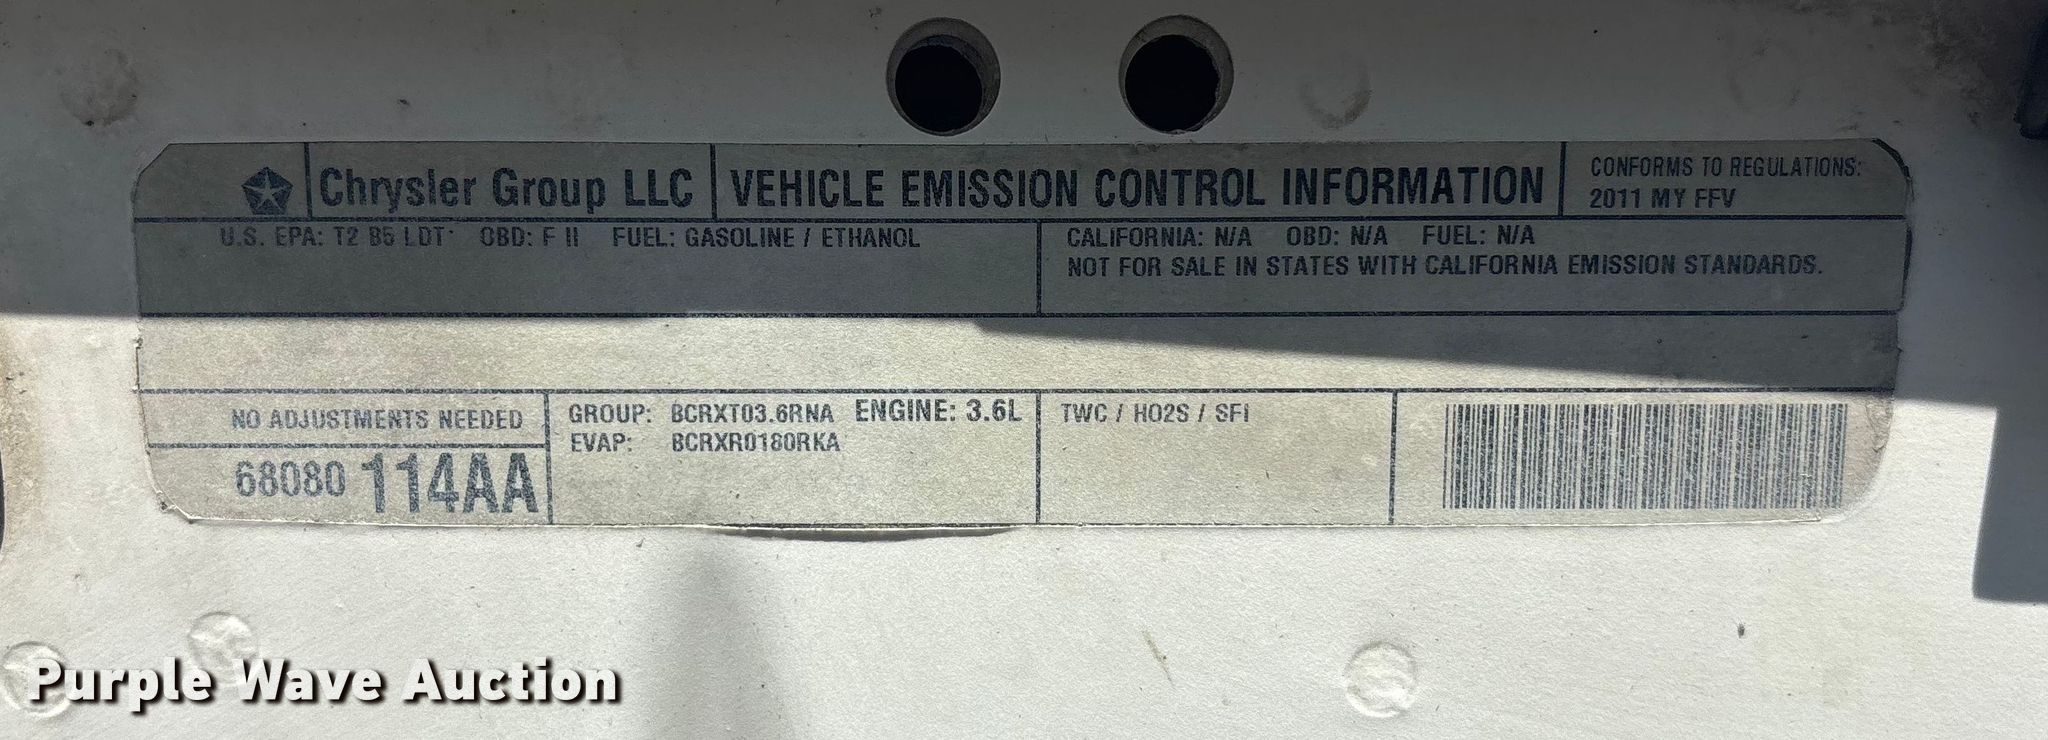 Chrysler Group LLC
VEHICLE EMISSION CONTROL INFORMATION
CONFORMS TO REGULATIONS:
2011 MY FFV
U.S. EPA: T2 B5 LDT OBD: F II FUEL: GASOLINE / ETHANOL
CALIFORNIA: N/A OBD: N/A FUEL: N/A
NOT FOR SALE IN STATES WITH CALIFORNIA EMISSION STANDARDS.
NO ADJUSTMENTS NEEDED
68080 114AA
GROUP: BCRXT03.6RNA ENGINE: 3.6L
EVAP: BCRXR0180RKA
TWC / HO2S / SFI
Purple Wave Auction